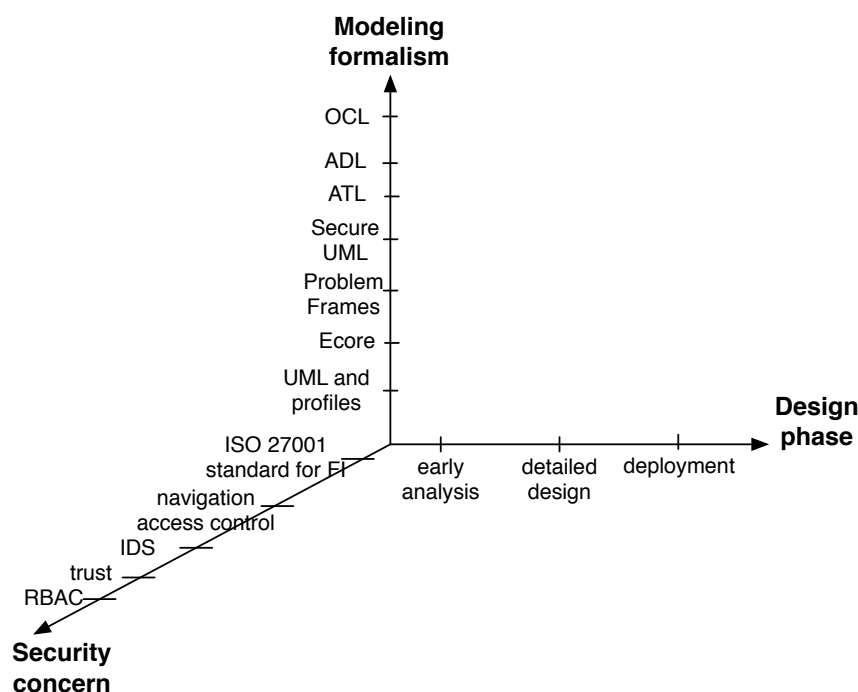 Modeling
formalism
OCL
ADL
ATL
Secure
UML
Problem
Frames
Ecore
UML and
profiles
Design
phase
early
analysis
detailed
design
deployment
ISO 27001
standard for FI
navigation
access control
IDS
trust
RBAC
Security
concern